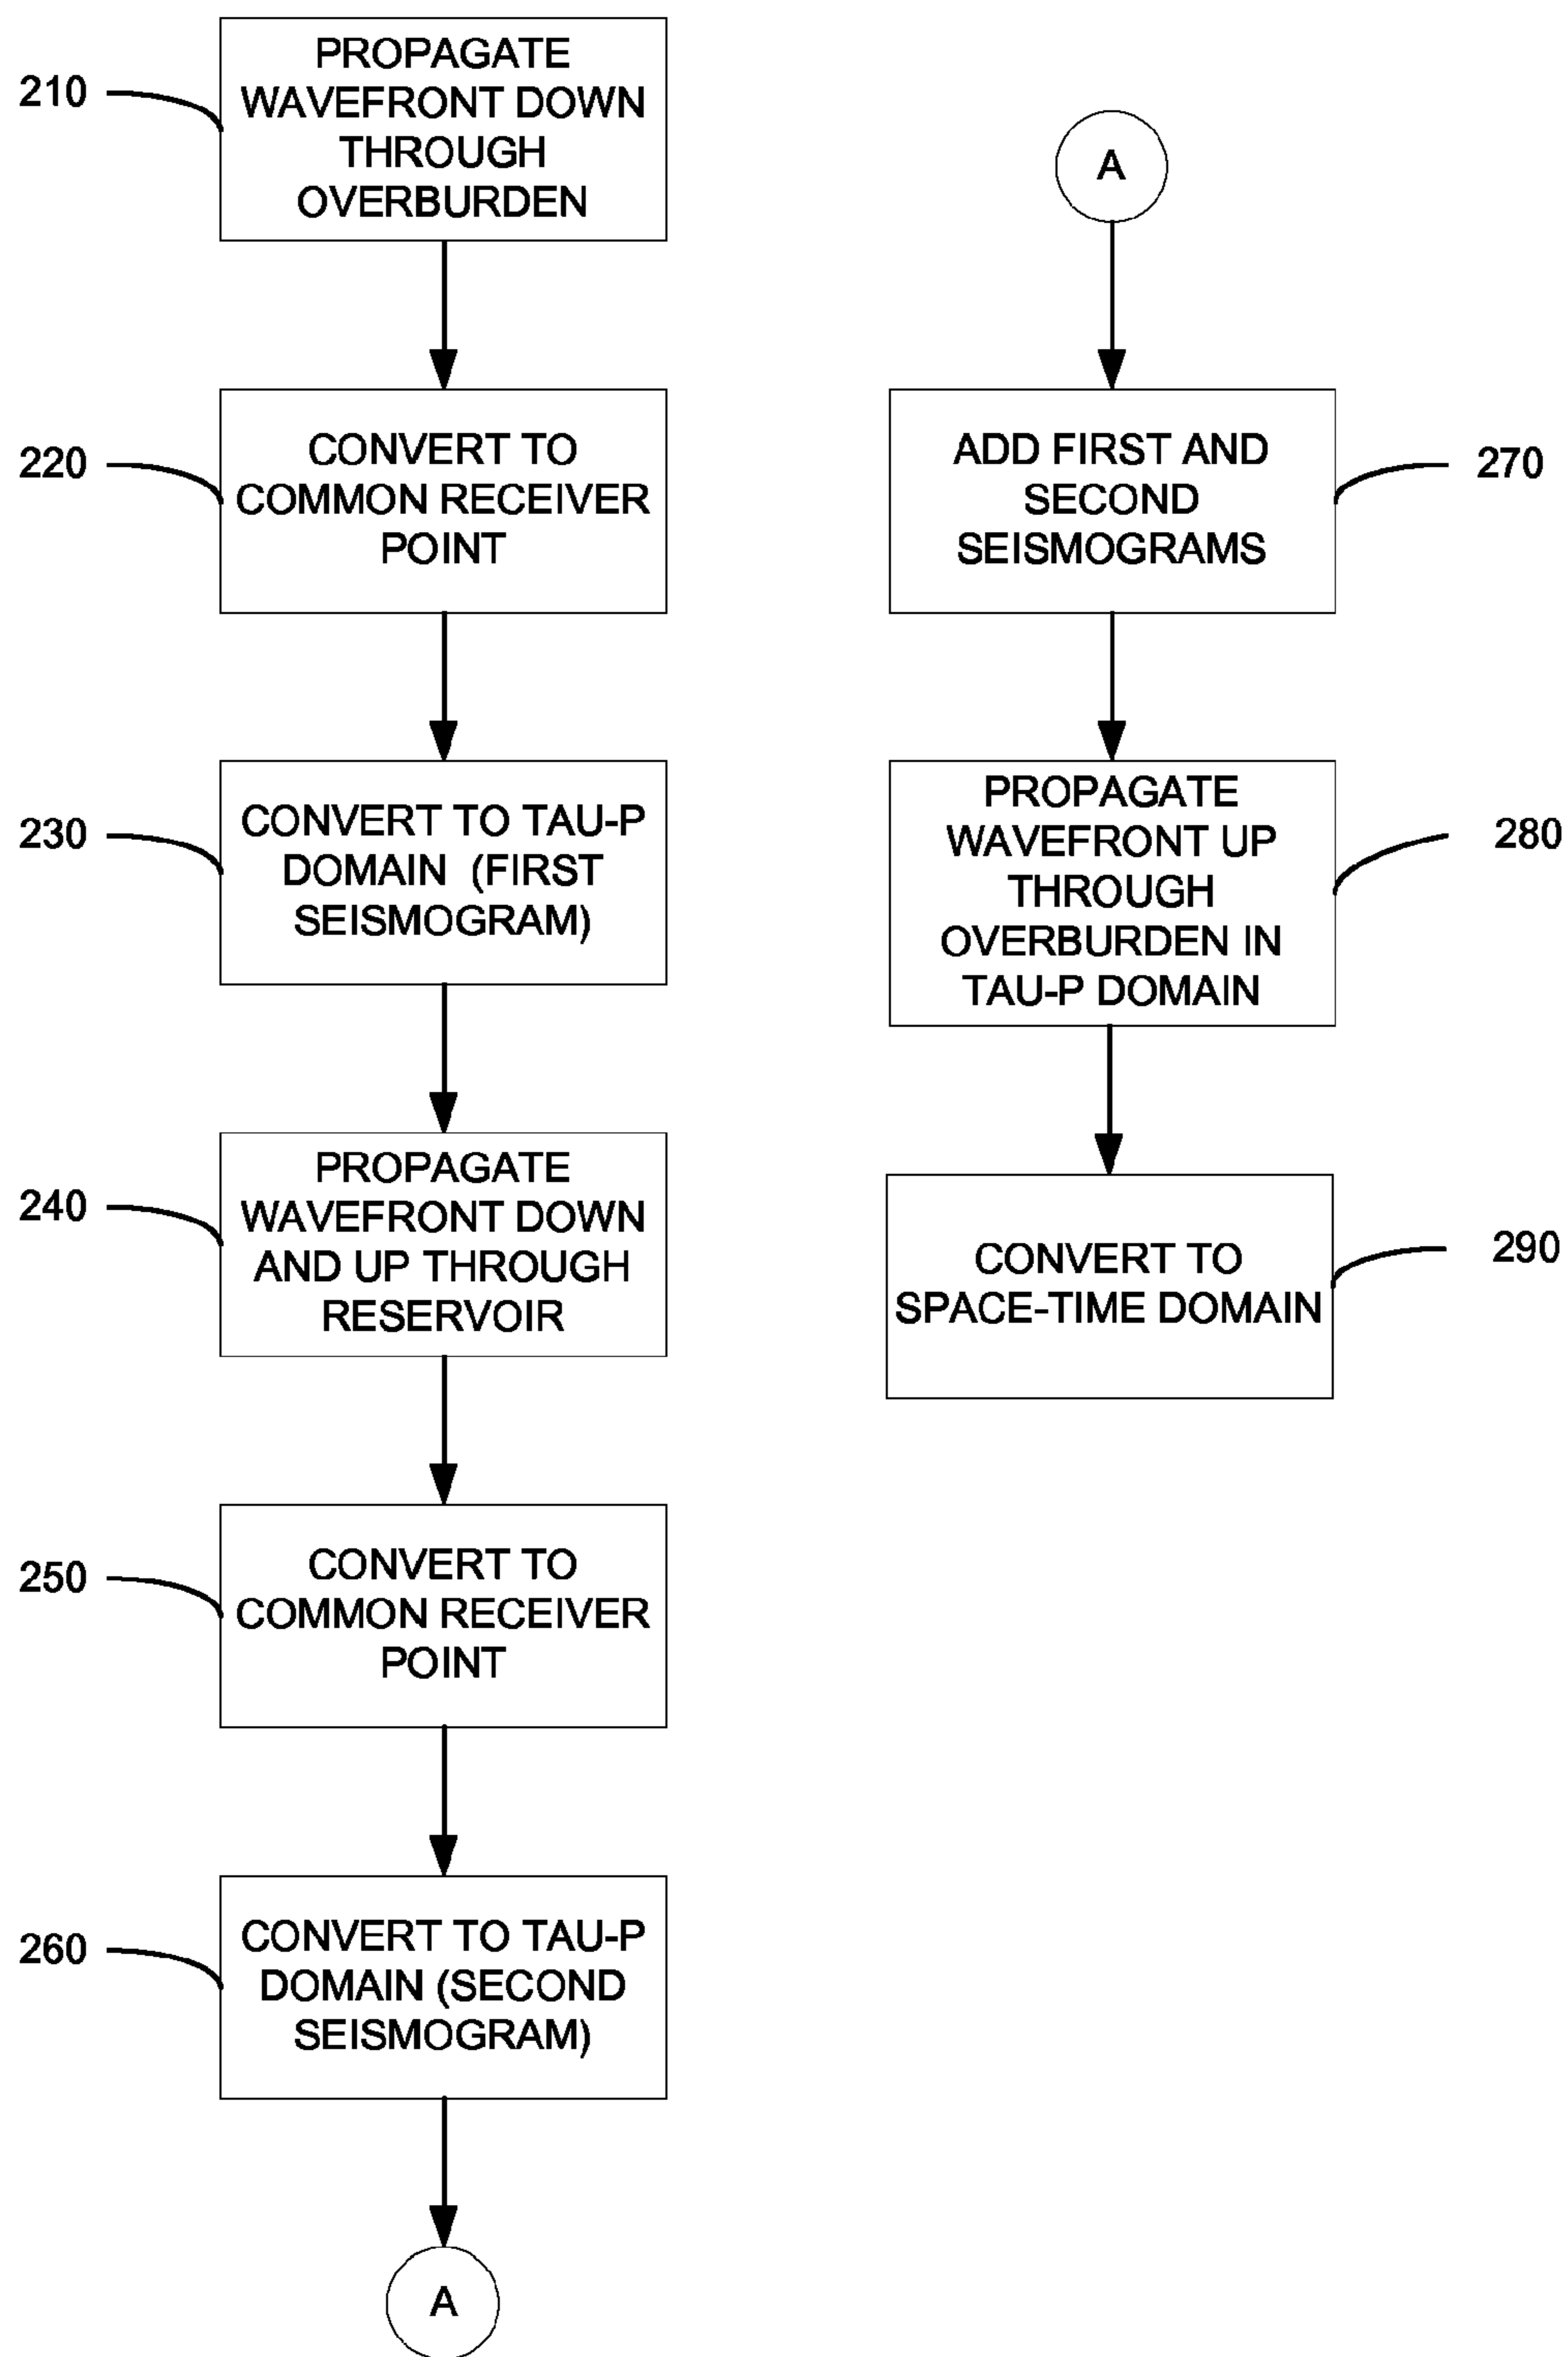 210
PROPAGATE
WAVEFRONT DOWN
THROUGH
OVERBURDEN
220
CONVERT TO
COMMON RECEIVER
POINT
230
CONVERT TO TAU-P
DOMAIN (FIRST
SEISMOGRAM)
240
PROPAGATE
WAVEFRONT DOWN
AND UP THROUGH
RESERVOIR
250
CONVERT TO
COMMON RECEIVER
POINT
260
CONVERT TO TAU-P
DOMAIN (SECOND
SEISMOGRAM)
A
A
ADD FIRST AND
SECOND
SEISMOGRAMS
270
PROPAGATE
WAVEFRONT UP
THROUGH
OVERBURDEN IN
TAU-P DOMAIN
280
CONVERT TO
SPACE-TIME DOMAIN
290